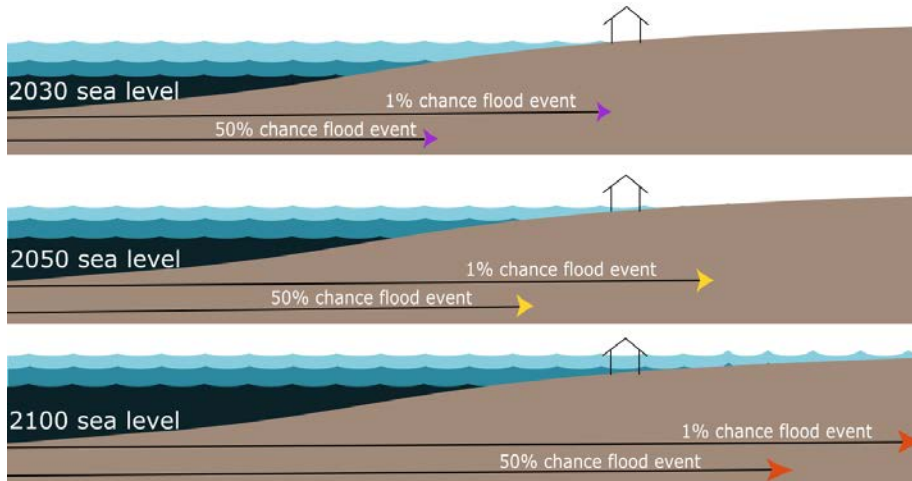 2030 sea level
1% chance flood event
50% chance flood event
2050 sea level
1% chance flood event
50% chance flood event
2100 sea level
1% chance flood event
50% chance flood event